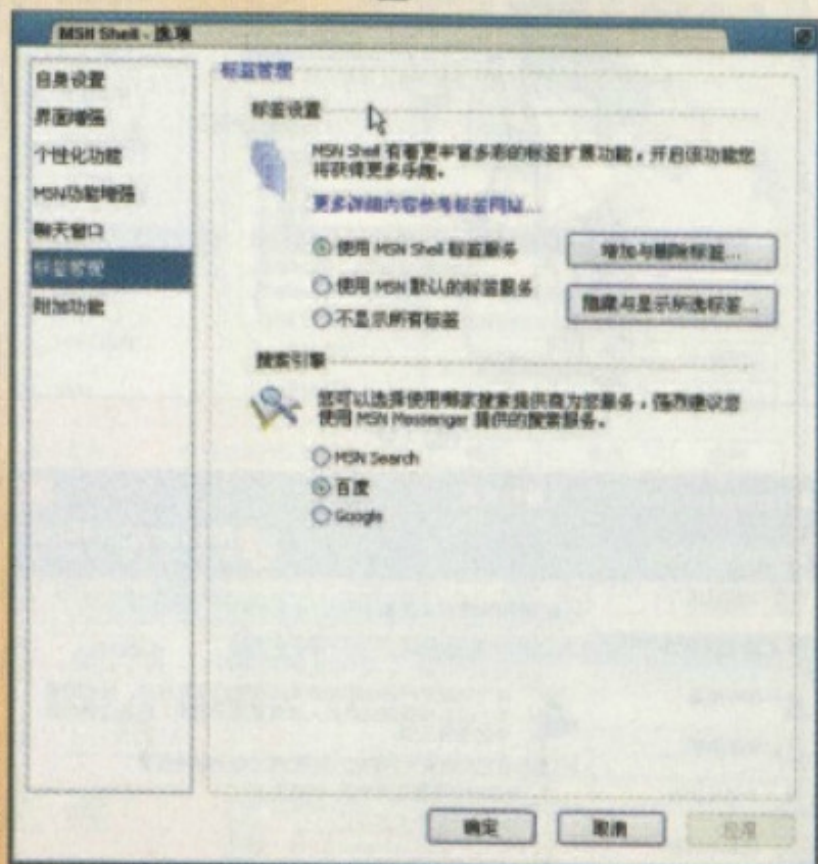 MSN Shell - 选项
自身设置
界面增强
个性化功能
MSN功能增强
聊天窗口
标签管理
附加功能
标签管理
标签设置
MSN Shell 有着更丰富多彩的标签扩展功能，开启该功能您
将获得更多乐趣。
更多详细内容参考标签网站...
使用 MSN Shell 标签服务
增加与删除标签...
使用 MSN 默认的标签服务
隐藏与显示所选标签...
不显示所有标签
搜索引擎
您可以选择使用哪家搜索提供商为您服务，强烈建议您
使用 MSN Messenger 提供的搜索服务。
MSN Search
百度
Google
确定
取消
应用